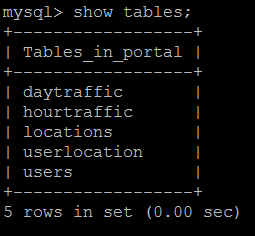 mysql> show tables;
+------------------+
| Tables_in_portal |
+------------------+
| daytraffic       |
| hourtraffic      |
| locations        |
| userlocation     |
| users            |
+------------------+
5 rows in set (0.00 sec)